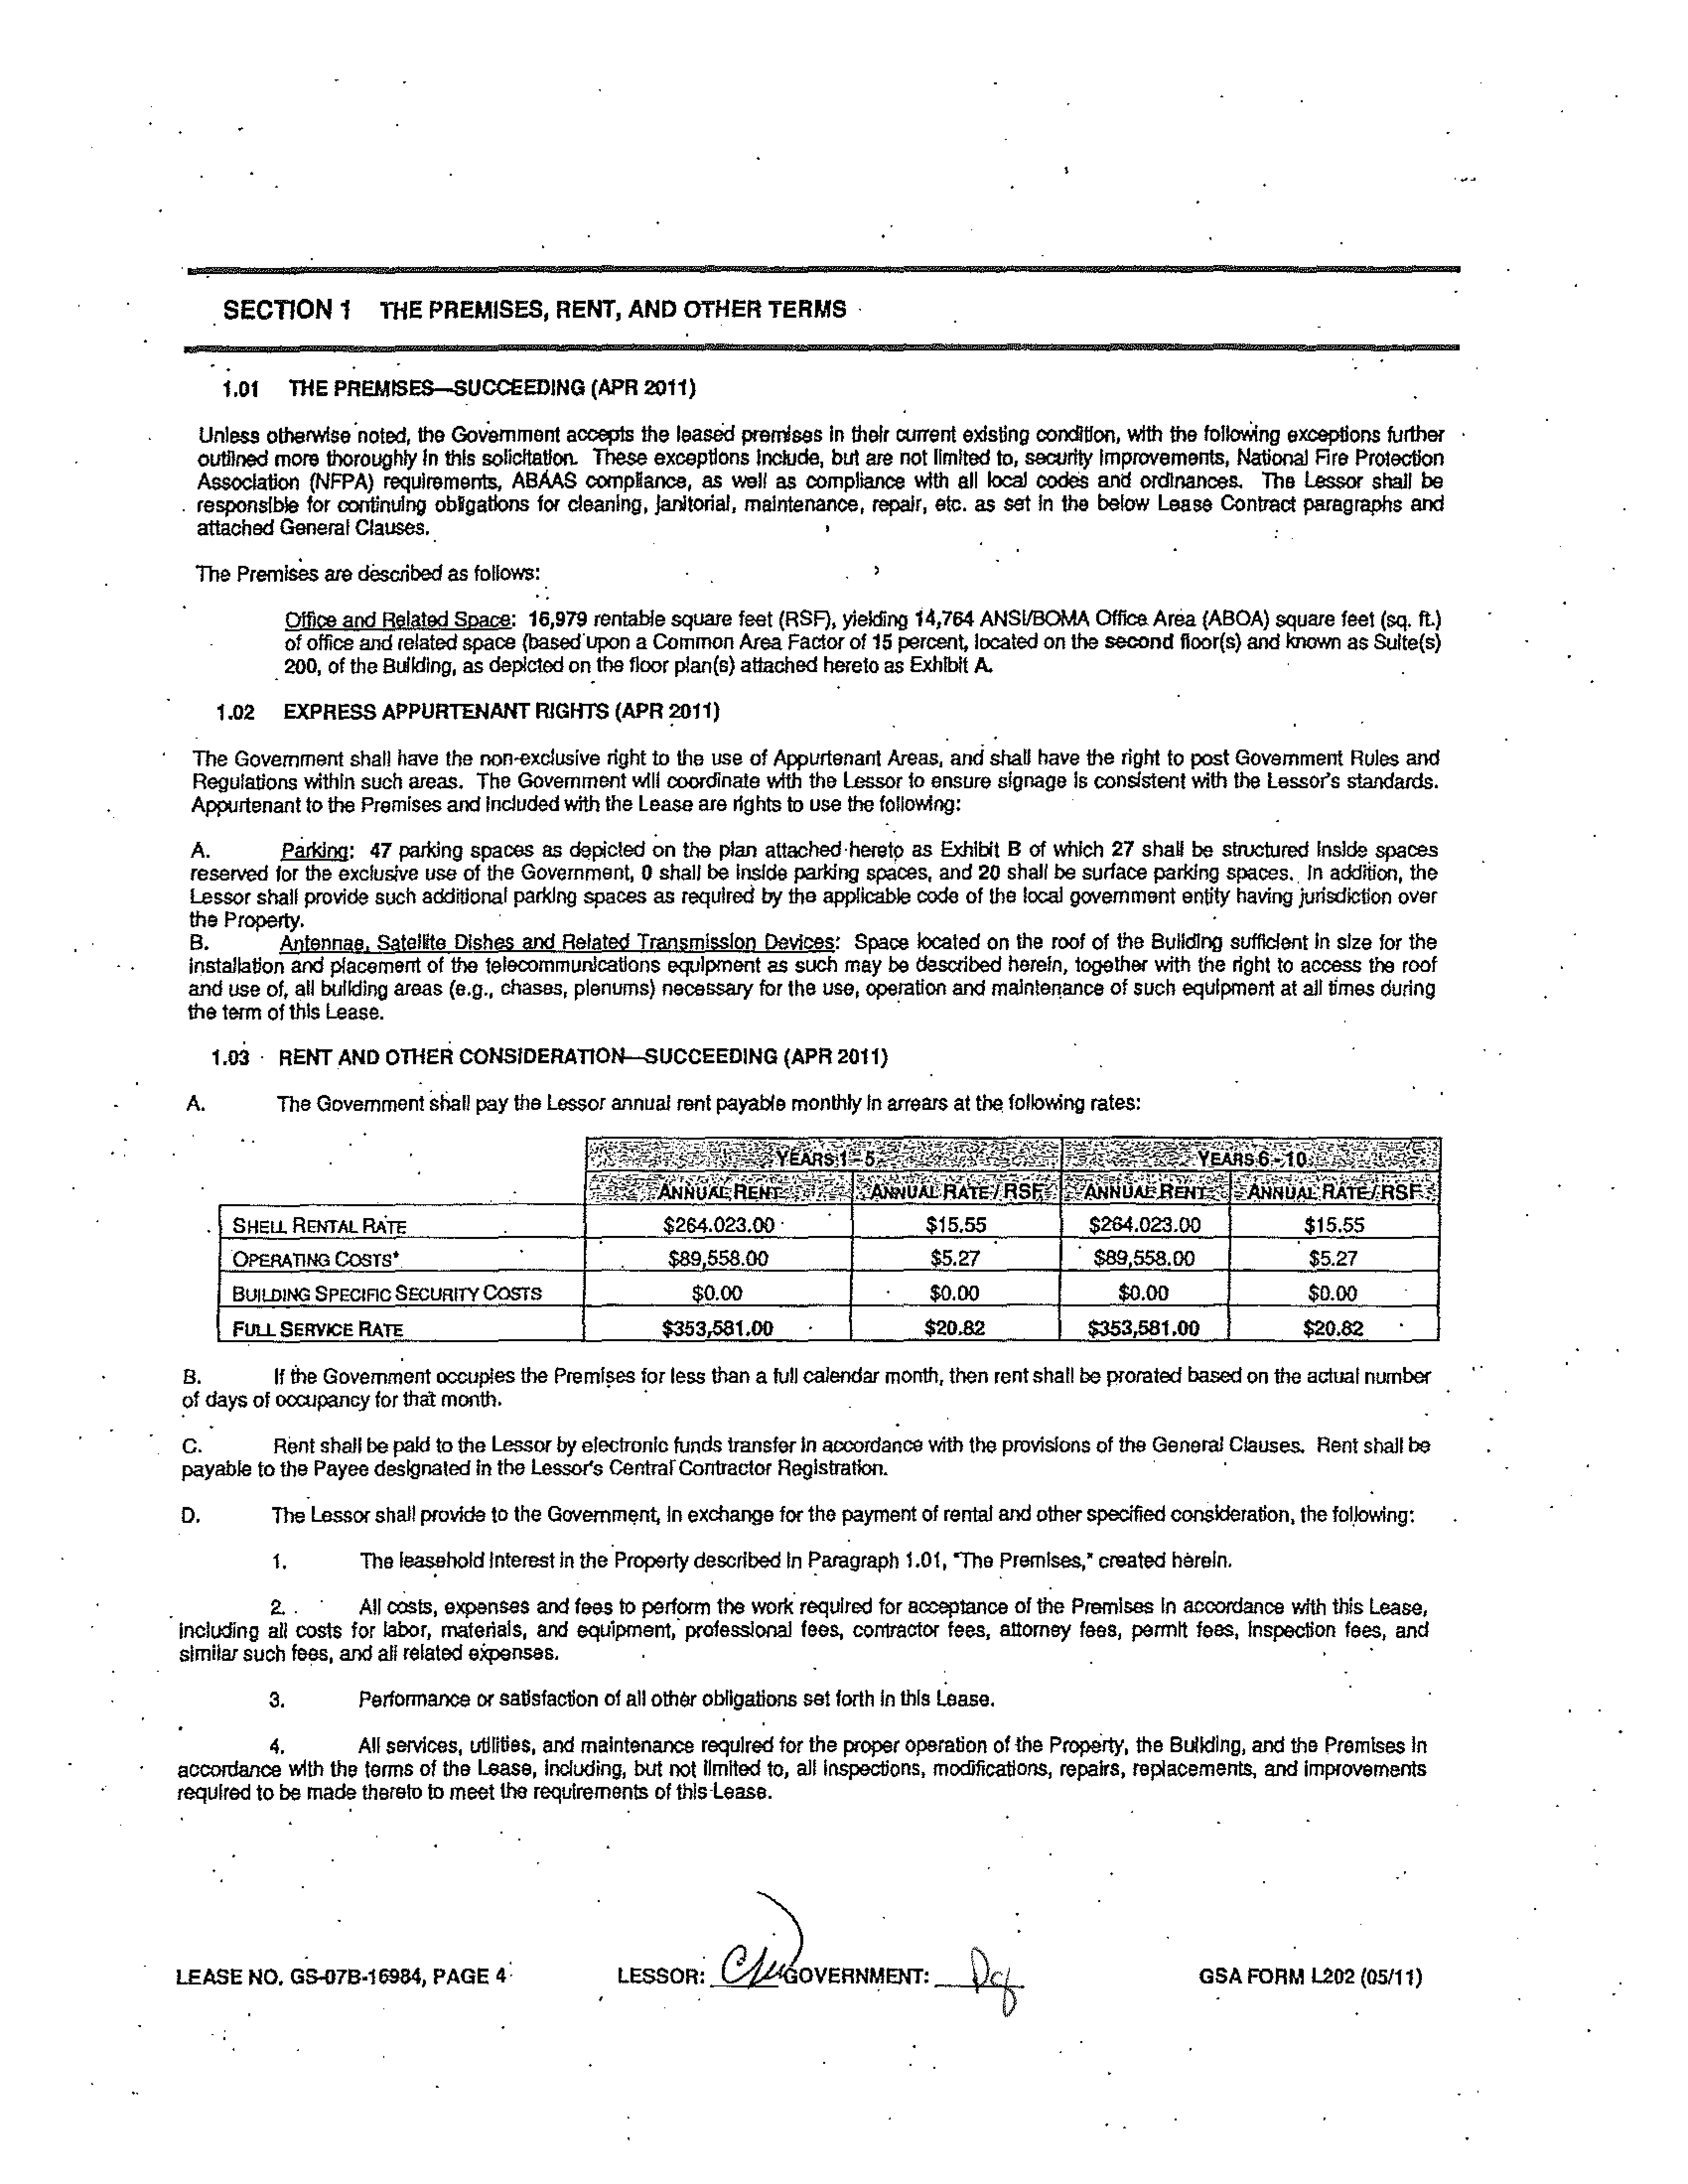 SECTION 1 THE PREMISES, RENT, AND OTHER TERMS
1.01 THE PREMISES—SUCCEEDING (APR 2011)
Unless otherwise noted, the Government accepts the leased premises in their current existing condition, with the following exceptions further
outlined more thoroughly in this solicitation. These exceptions include, but are not limited to, security improvements, National Fire Protection
Association (NFPA) requirements, ABAAS compliance, as well as compliance with all local codes and ordinances. The Lessor shall be
responsible for continuing obligations for cleaning, janitorial, maintenance, repair, etc. as set in the below Lease Contract paragraphs and
attached General Clauses.
The Premises are described as follows:
Office and Related Space: 16,979 rentable square feet (RSF), yielding 14,764 ANSI/BOMA Office Area (ABOA) square feet (sq. ft.)
of office and related space (based upon a Common Area Factor of 15 percent, located on the second floor(s) and known as Suite(s)
200, of the Building, as depicted on the floor plan(s) attached hereto as Exhibit A.
1.02 EXPRESS APPURTENANT RIGHTS (APR 2011)
The Government shall have the non-exclusive right to the use of Appurtenant Areas, and shall have the right to post Government Rules and
Regulations within such areas. The Government will coordinate with the Lessor to ensure signage is consistent with the Lessor's standards.
Appurtenant to the Premises and included with the Lease are rights to use the following:
A. Parking: 47 parking spaces as depicted on the plan attached hereto as Exhibit B of which 27 shall be structured inside spaces
reserved for the exclusive use of the Government, 0 shall be inside parking spaces, and 20 shall be surface parking spaces. In addition, the
Lessor shall provide such additional parking spaces as required by the applicable code of the local government entity having jurisdiction over
the Property.
B. Antennae, Satellite Dishes and Related Transmission Devices: Space located on the roof of the Building sufficient in size for the
installation and placement of the telecommunications equipment as such may be described herein, together with the right to access the roof
and use of, all building areas (e.g., chases, plenums) necessary for the use, operation and maintenance of such equipment at all times during
the term of this Lease.
1.03 RENT AND OTHER CONSIDERATION—SUCCEEDING (APR 2011)
A. The Government shall pay the Lessor annual rent payable monthly in arrears at the following rates:
YEARS 1 - 5 YEARS 6 - 10
ANNUAL RENT ANNUAL RATE / RSF ANNUAL RENT ANNUAL RATE / RSF
SHELL RENTAL RATE $264.023.00 $15.55 $264.023.00 $15.55
OPERATING COSTS* $89,558.00 $5.27 $89,558.00 $5.27
BUILDING SPECIFIC SECURITY COSTS $0.00 $0.00 $0.00 $0.00
FULL SERVICE RATE $353,581.00 $20.82 $353,581.00 $20.82
B. If the Government occupies the Premises for less than a full calendar month, then rent shall be prorated based on the actual number
of days of occupancy for that month.
C. Rent shall be paid to the Lessor by electronic funds transfer in accordance with the provisions of the General Clauses. Rent shall be
payable to the Payee designated in the Lessor's Central Contractor Registration.
D. The Lessor shall provide to the Government, in exchange for the payment of rental and other specified consideration, the following:
1. The leasehold interest in the Property described in Paragraph 1.01, "The Premises," created herein.
2. All costs, expenses and fees to perform the work required for acceptance of the Premises in accordance with this Lease,
including all costs for labor, materials, and equipment, professional fees, contractor fees, attorney fees, permit fees, inspection fees, and
similar such fees, and all related expenses.
3. Performance or satisfaction of all other obligations set forth in this Lease.
4. All services, utilities, and maintenance required for the proper operation of the Property, the Building, and the Premises in
accordance with the terms of the Lease, including, but not limited to, all inspections, modifications, repairs, replacements, and improvements
required to be made thereto to meet the requirements of this Lease.
LEASE NO. GS-07B-16984, PAGE 4 LESSOR: GOVERNMENT: GSA FORM L202 (05/11)